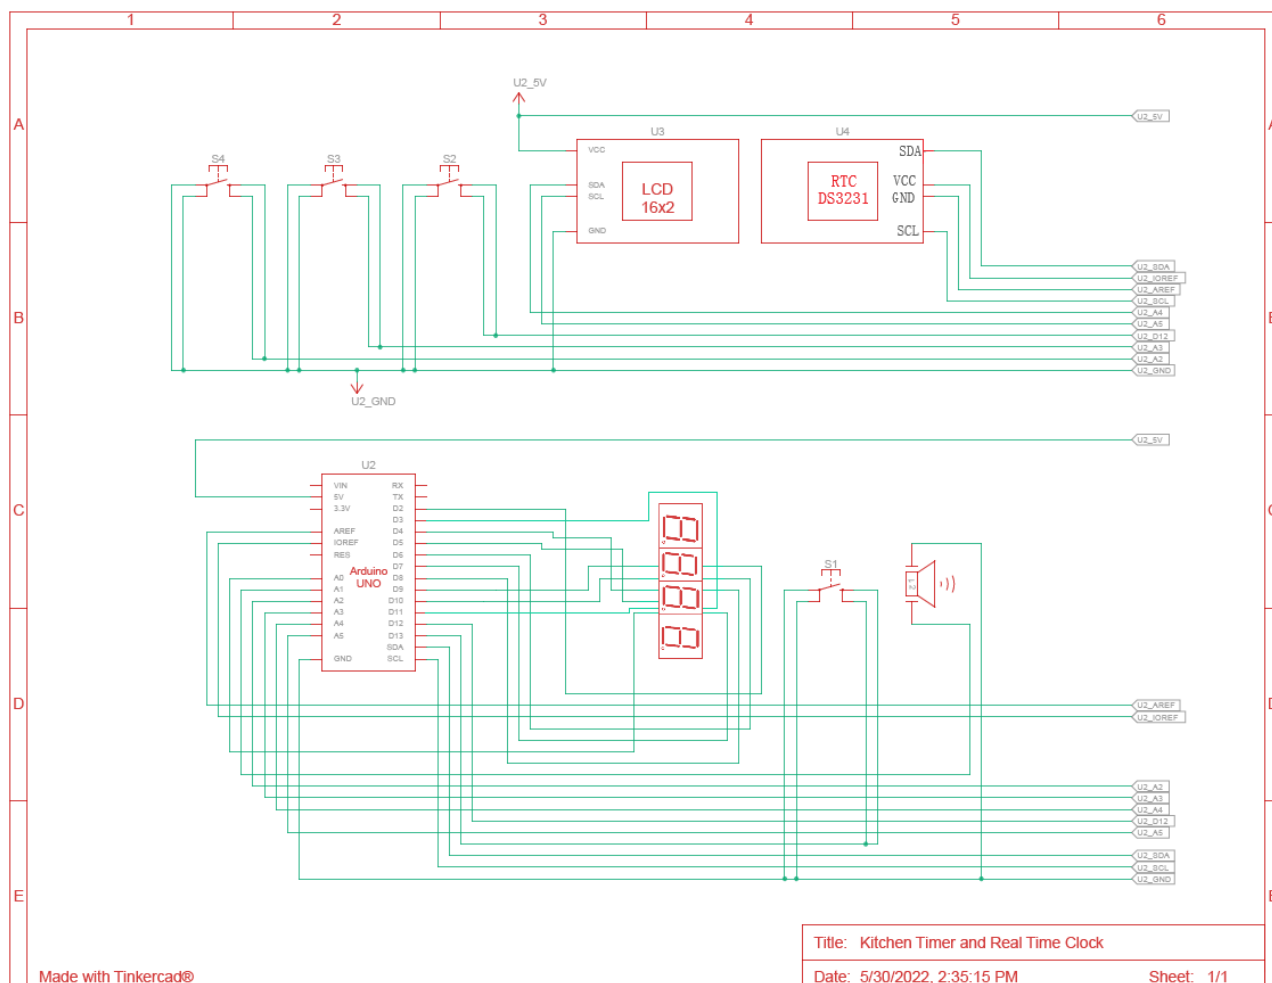 1 2 3 4 5 6
U2_5V
A
U2_5V
A
U3
U4
S4
S3
S2
VCC
SDA
SCL
GND
LCD
16x2
RTC
DS3231
SDA
VCC
GND
SCL
B
U2_SDA
U2_IOREF
U2_AREF
U2_SCL
U2_A4
U2_A5
U2_D12
U2_A3
U2_A2
U2_GND
U2_GND
U2_5V
U2
VIN RX
5V TX
3.3V D2
D3
AREF D4
IOREF D5
RES D6
D7
A0 D8
A1 D9
A2 D10
A3 D11
A4 D12
A5 D13
SDA
GND SCL
Arduino
UNO
C
S1
D
U2_AREF
U2_IOREF
U2_A2
U2_A3
U2_A4
U2_D12
U2_A5
U2_SDA
U2_SCL
U2_GND
E
Title: Kitchen Timer and Real Time Clock
Date: 5/30/2022, 2:35:15 PM Sheet: 1/1
Made with Tinkercad®